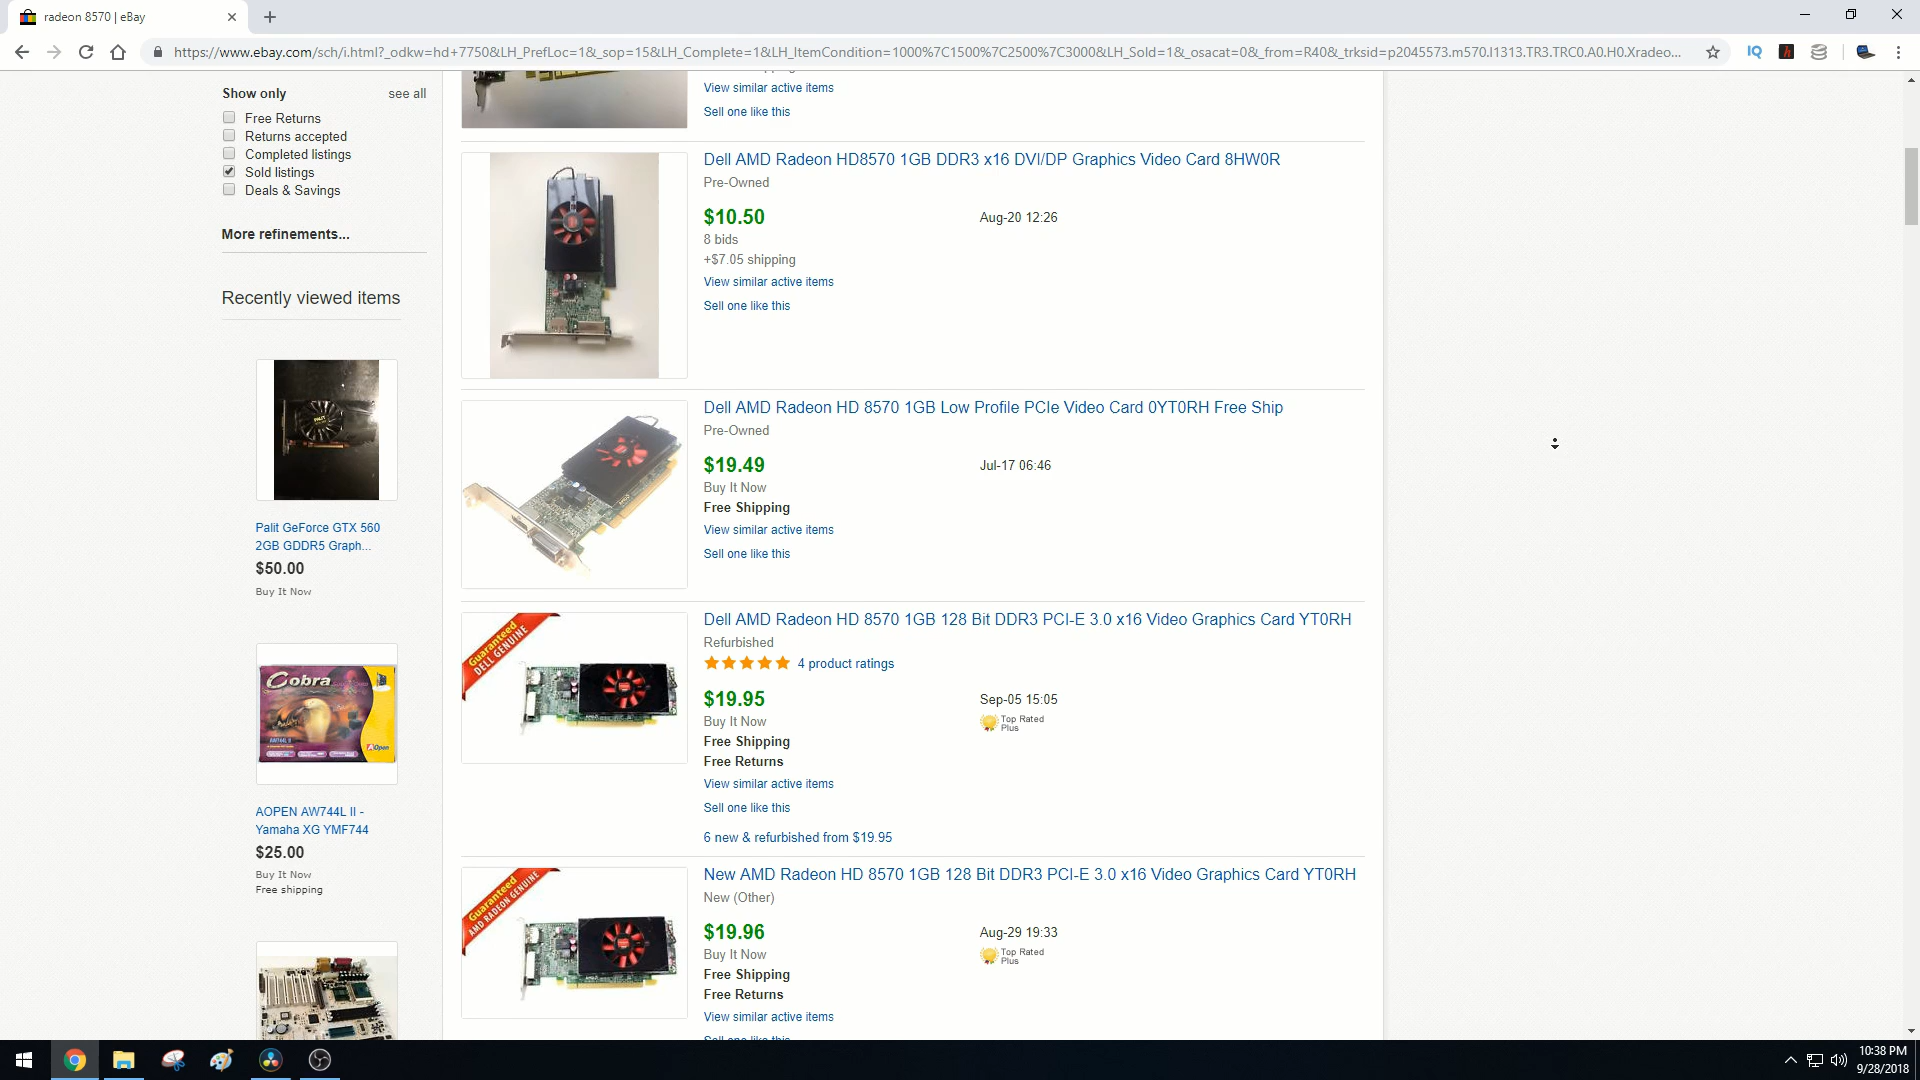 radeon 8570 | eBay
https://www.ebay.com/sch/i.html?_odkw=hd+7750&LH_PrefLoc=1&_sop=15&LH_Complete=1&LH_ItemCondition=1000%7C1500%7C2500%7C3000&LH_Sold=1&_osacat=0&_from=R40&_trksid=p2045573.m570.l1313.TR3.TRC0.A0.H0.Xradeo...
Show only
see all
Free Returns
Returns accepted
Completed listings
Sold listings
Deals & Savings
More refinements...
Recently viewed items
Palit GeForce GTX 560
2GB GDDR5 Graph...
$50.00
Buy It Now
Cobra
AOpen
AOPEN AW744L II -
Yamaha XG YMF744
$25.00
Buy It Now
Free shipping
View similar active items
Sell one like this
Dell AMD Radeon HD8570 1GB DDR3 x16 DVI/DP Graphics Video Card 8HW0R
Pre-Owned
$10.50
Aug-20 12:26
8 bids
+$7.05 shipping
View similar active items
Sell one like this
Dell AMD Radeon HD 8570 1GB Low Profile PCIe Video Card 0YT0RH Free Ship
Pre-Owned
$19.49
Jul-17 06:46
Buy It Now
Free Shipping
View similar active items
Sell one like this
Guaranteed
DELL GENUINE
Dell AMD Radeon HD 8570 1GB 128 Bit DDR3 PCI-E 3.0 x16 Video Graphics Card YT0RH
Refurbished
4 product ratings
$19.95
Sep-05 15:05
Buy It Now
Top Rated
Plus
Free Shipping
Free Returns
View similar active items
Sell one like this
6 new & refurbished from $19.95
Guaranteed
AMD RADEON GENUINE
New AMD Radeon HD 8570 1GB 128 Bit DDR3 PCI-E 3.0 x16 Video Graphics Card YT0RH
New (Other)
$19.96
Aug-29 19:33
Buy It Now
Top Rated
Plus
Free Shipping
Free Returns
View similar active items
Sell one like this
10:38 PM
9/28/2018